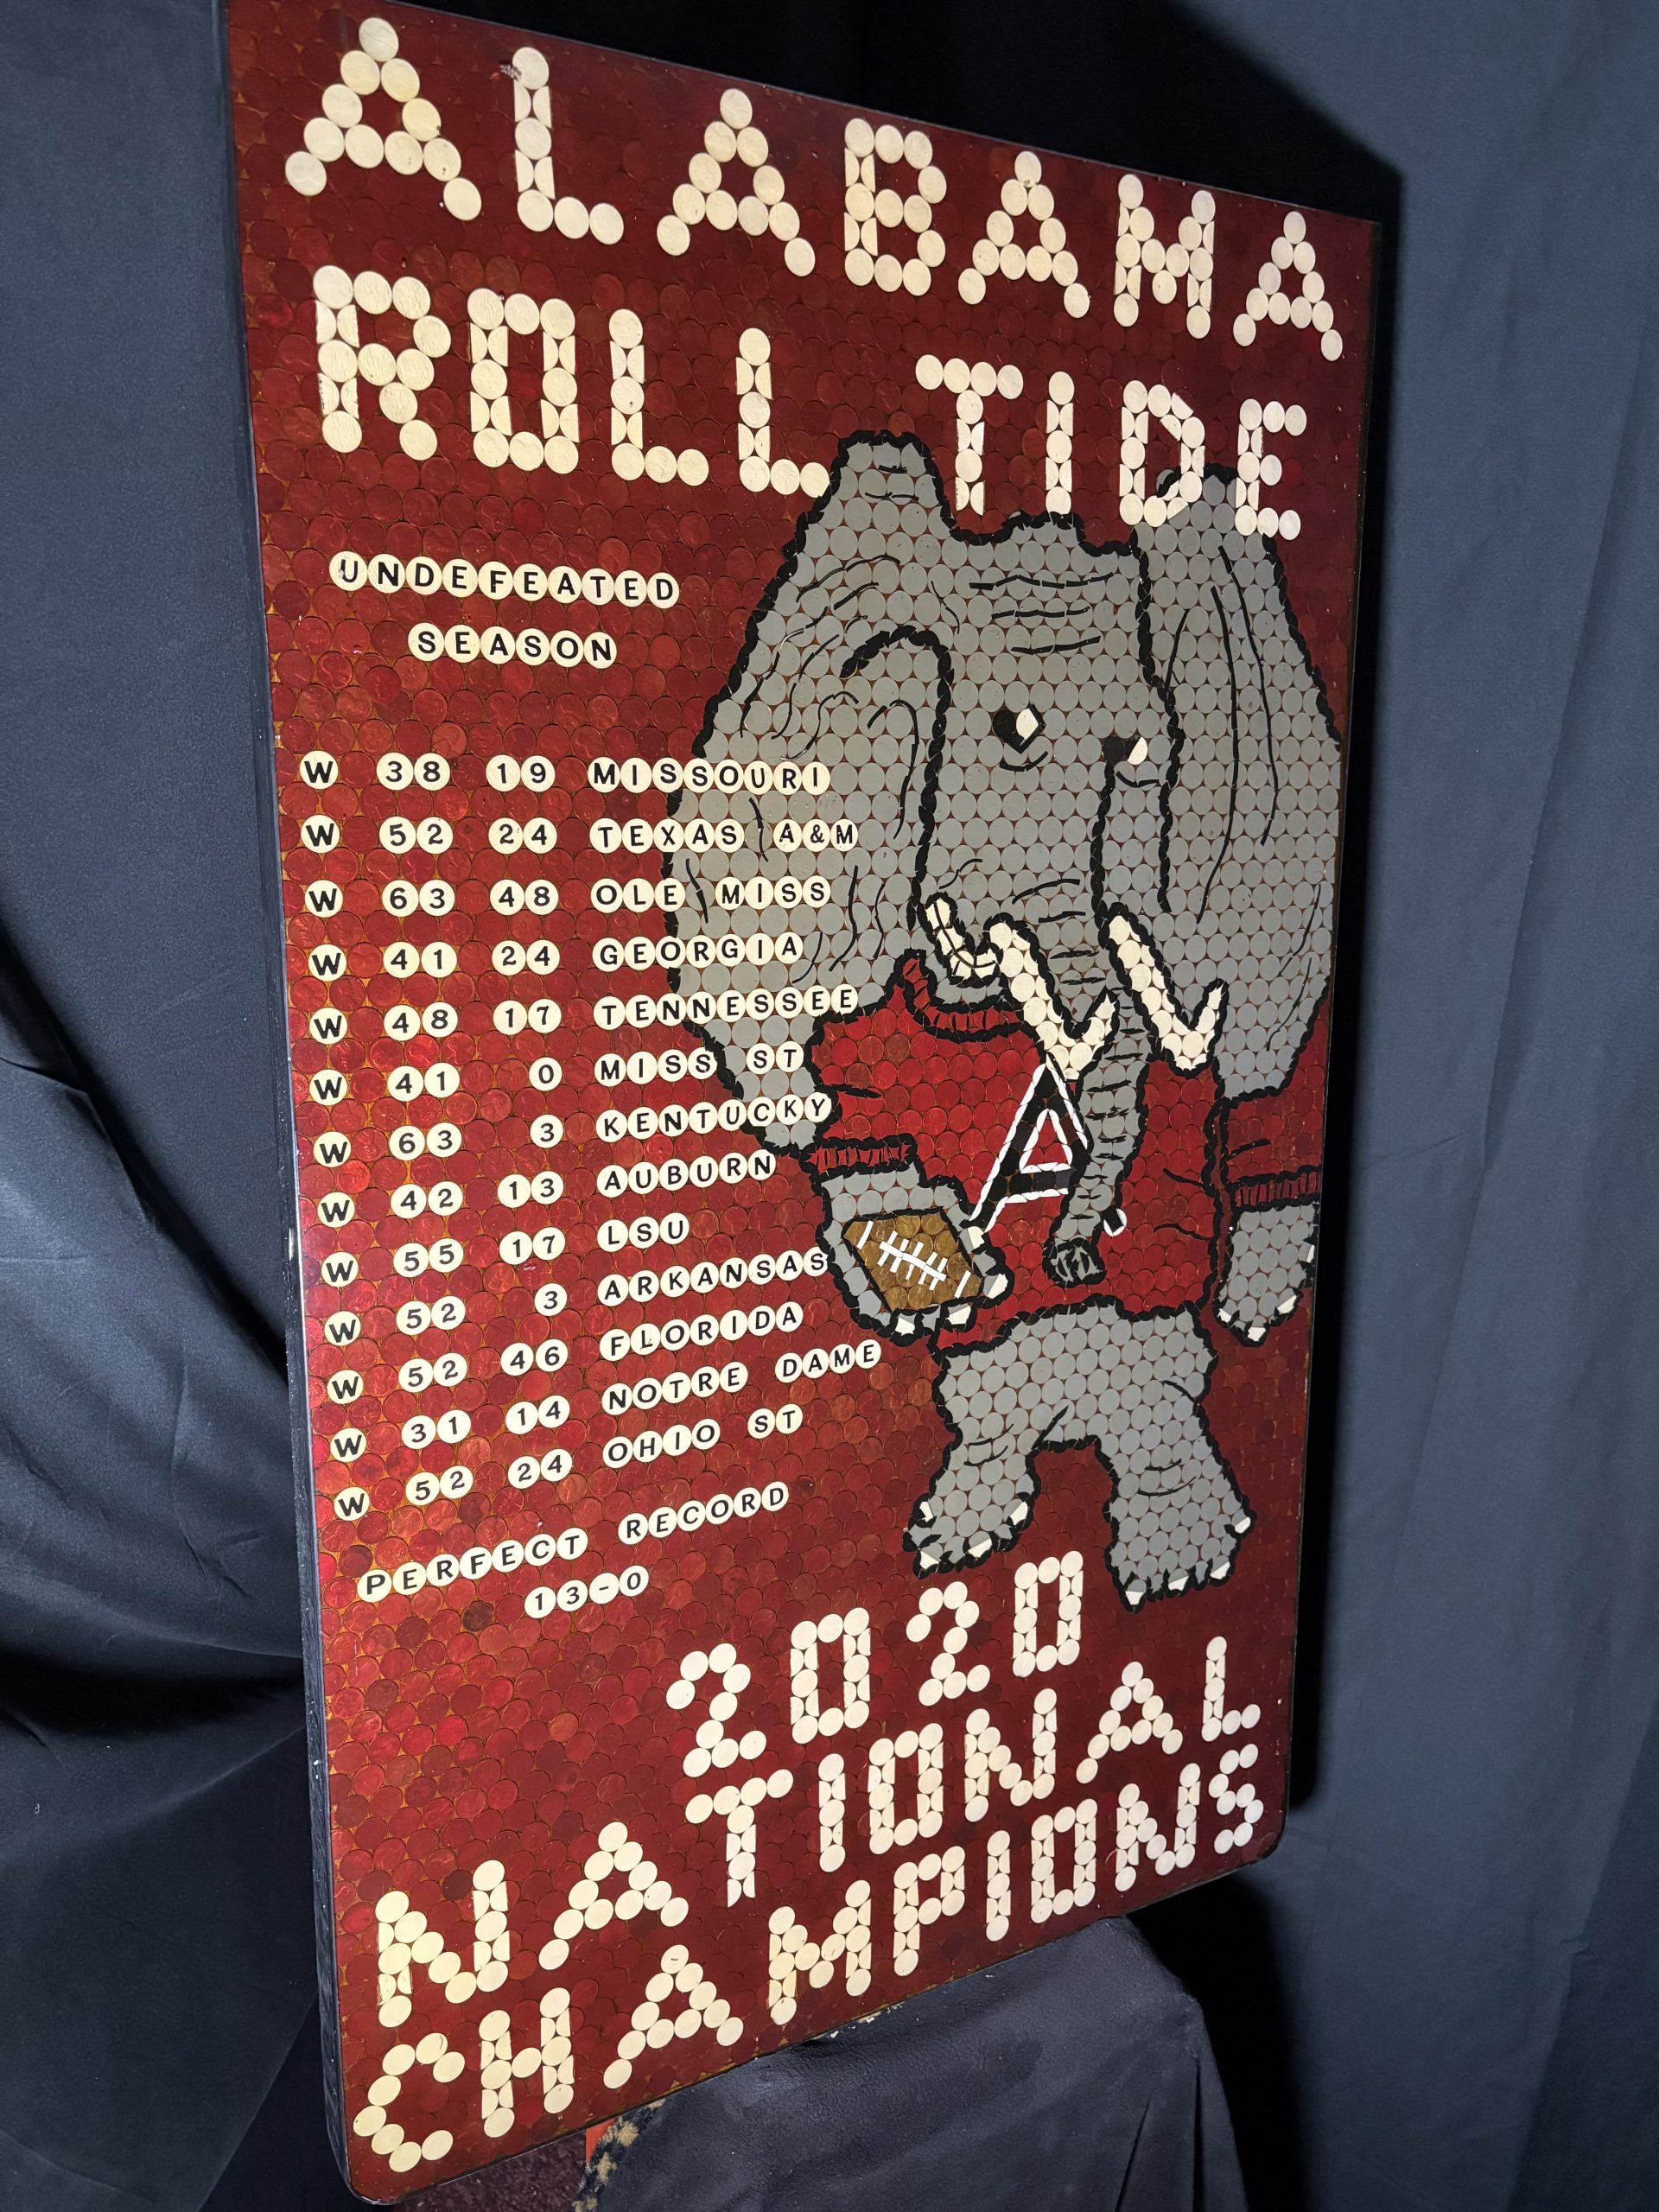 ALABAMA
ROLL TIDE
UNDEFEATED
SEASON
W 38 19 MISSOURI
W 52 24 TEXAS A&M
W 63 48 OLE MISS
W 41 24 GEORGIA
W 48 17 TENNESSEE
W 41 0 MISS ST
W 63 3 KENTUCKY
W 42 13 AUBURN
W 55 17 LSU
W 52 3 ARKANSAS
W 52 46 FLORIDA
W 31 14 NOTRE DAME
W 52 24 OHIO ST
PERFECT RECORD
13-0
A
2020
NATIONAL
CHAMPIONS